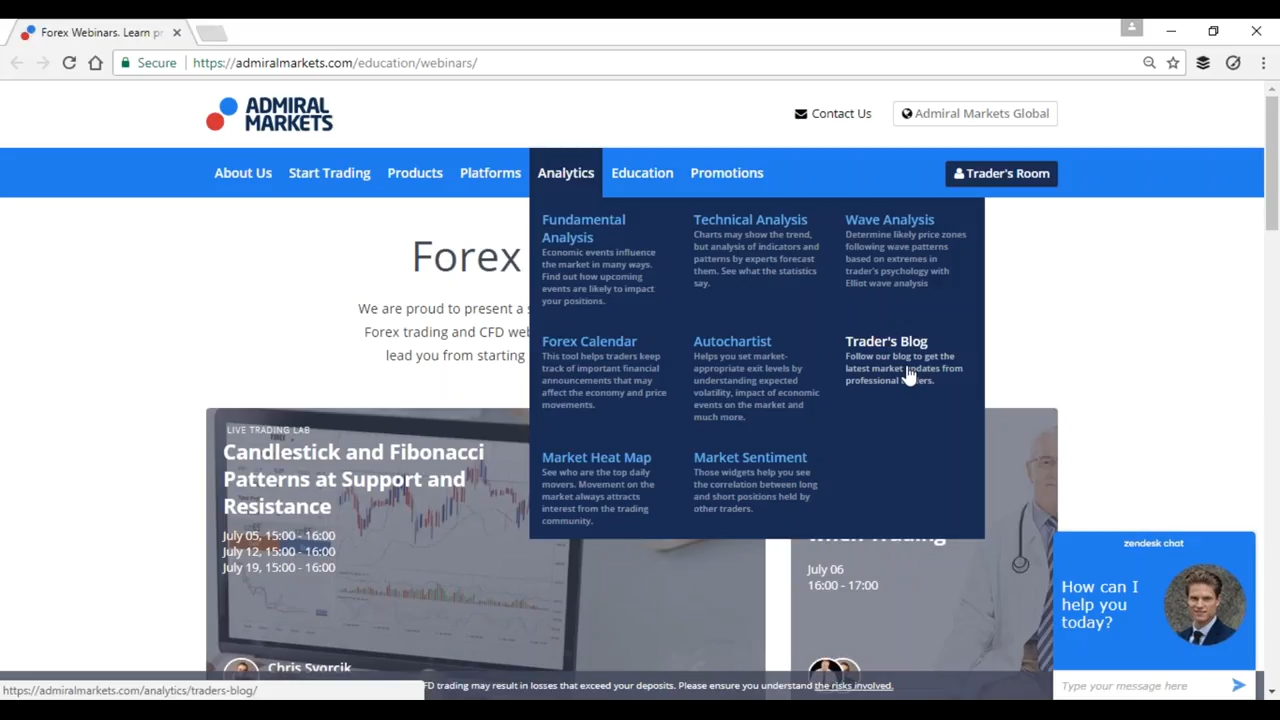 Forex Webinars. Learn pr
Secure https://admiralmarkets.com/education/webinars/
ADMIRAL
MARKETS
Contact Us
Admiral Markets Global
About Us Start Trading Products Platforms Analytics Education Promotions Trader's Room
Fundamental
Analysis
Economic events influence
the market in many ways.
Find out how upcoming
events are likely to impact
your positions.
Technical Analysis
Charts may show the trend,
but analysis of indicators and
patterns by experts forecast
them. See what the statistics
say.
Wave Analysis
Determine likely price zones
following wave patterns
based on extremes in
trader's psychology with
Elliot wave analysis
Forex Calendar
This tool helps traders keep
track of important financial
announcements that may
affect the economy and price
movements.
Autochartist
Helps you set market-
appropriate exit levels by
understanding expected
volatility, impact of economic
events on the market and
much more.
Trader's Blog
Follow our blog to get the
latest market updates from
professional
Market Heat Map
See who are the top daily
movers. Movement on the
market always attracts
interest from the trading
community.
Market Sentiment
Those widgets help you see
the correlation between long
and short positions held by
other traders.
Forex
We are proud to present a
Forex trading and CFD
lead you from starting
LIVE TRADING LAB
Candlestick and Fibonacci
Patterns at Support and
Resistance
July 05, 15:00 - 16:00
July 12, 15:00 - 16:00
July 19, 15:00 - 16:00
Chris Svorcik
when Trading
July 06
16:00 - 17:00
zendesk chat
How can I
help you
today?
Type your message here
https://admiralmarkets.com/analytics/traders-blog/
FD trading may result in losses that exceed your deposits. Please ensure you understand the risks involved.